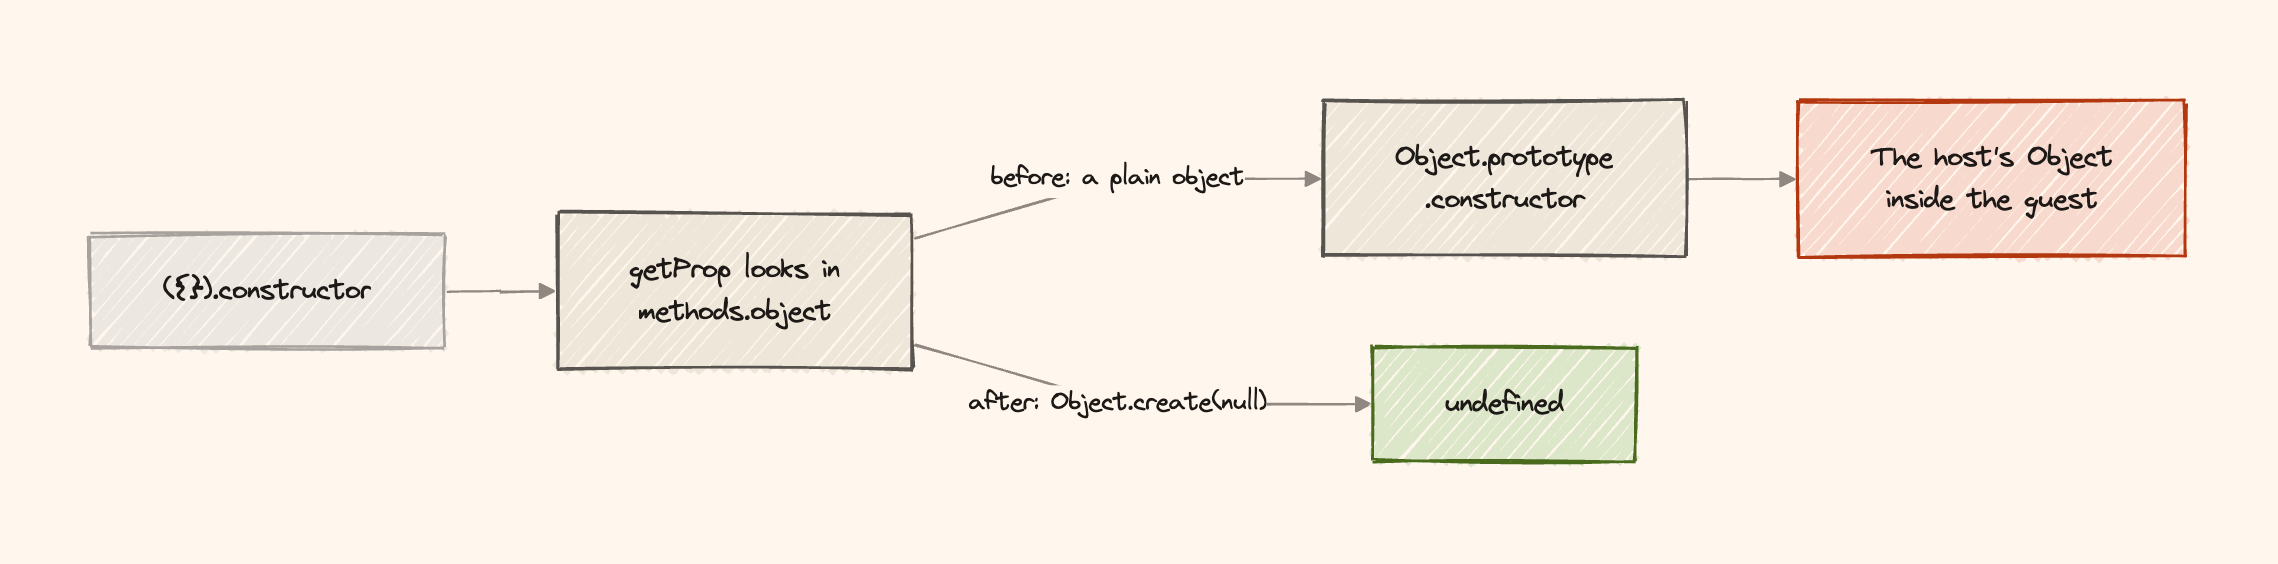 ({}).constructor
getProp looks in
methods.object
before: a plain object
Object.prototype
.constructor
The host's Object
inside the guest
after: Object.create(null)
undefined